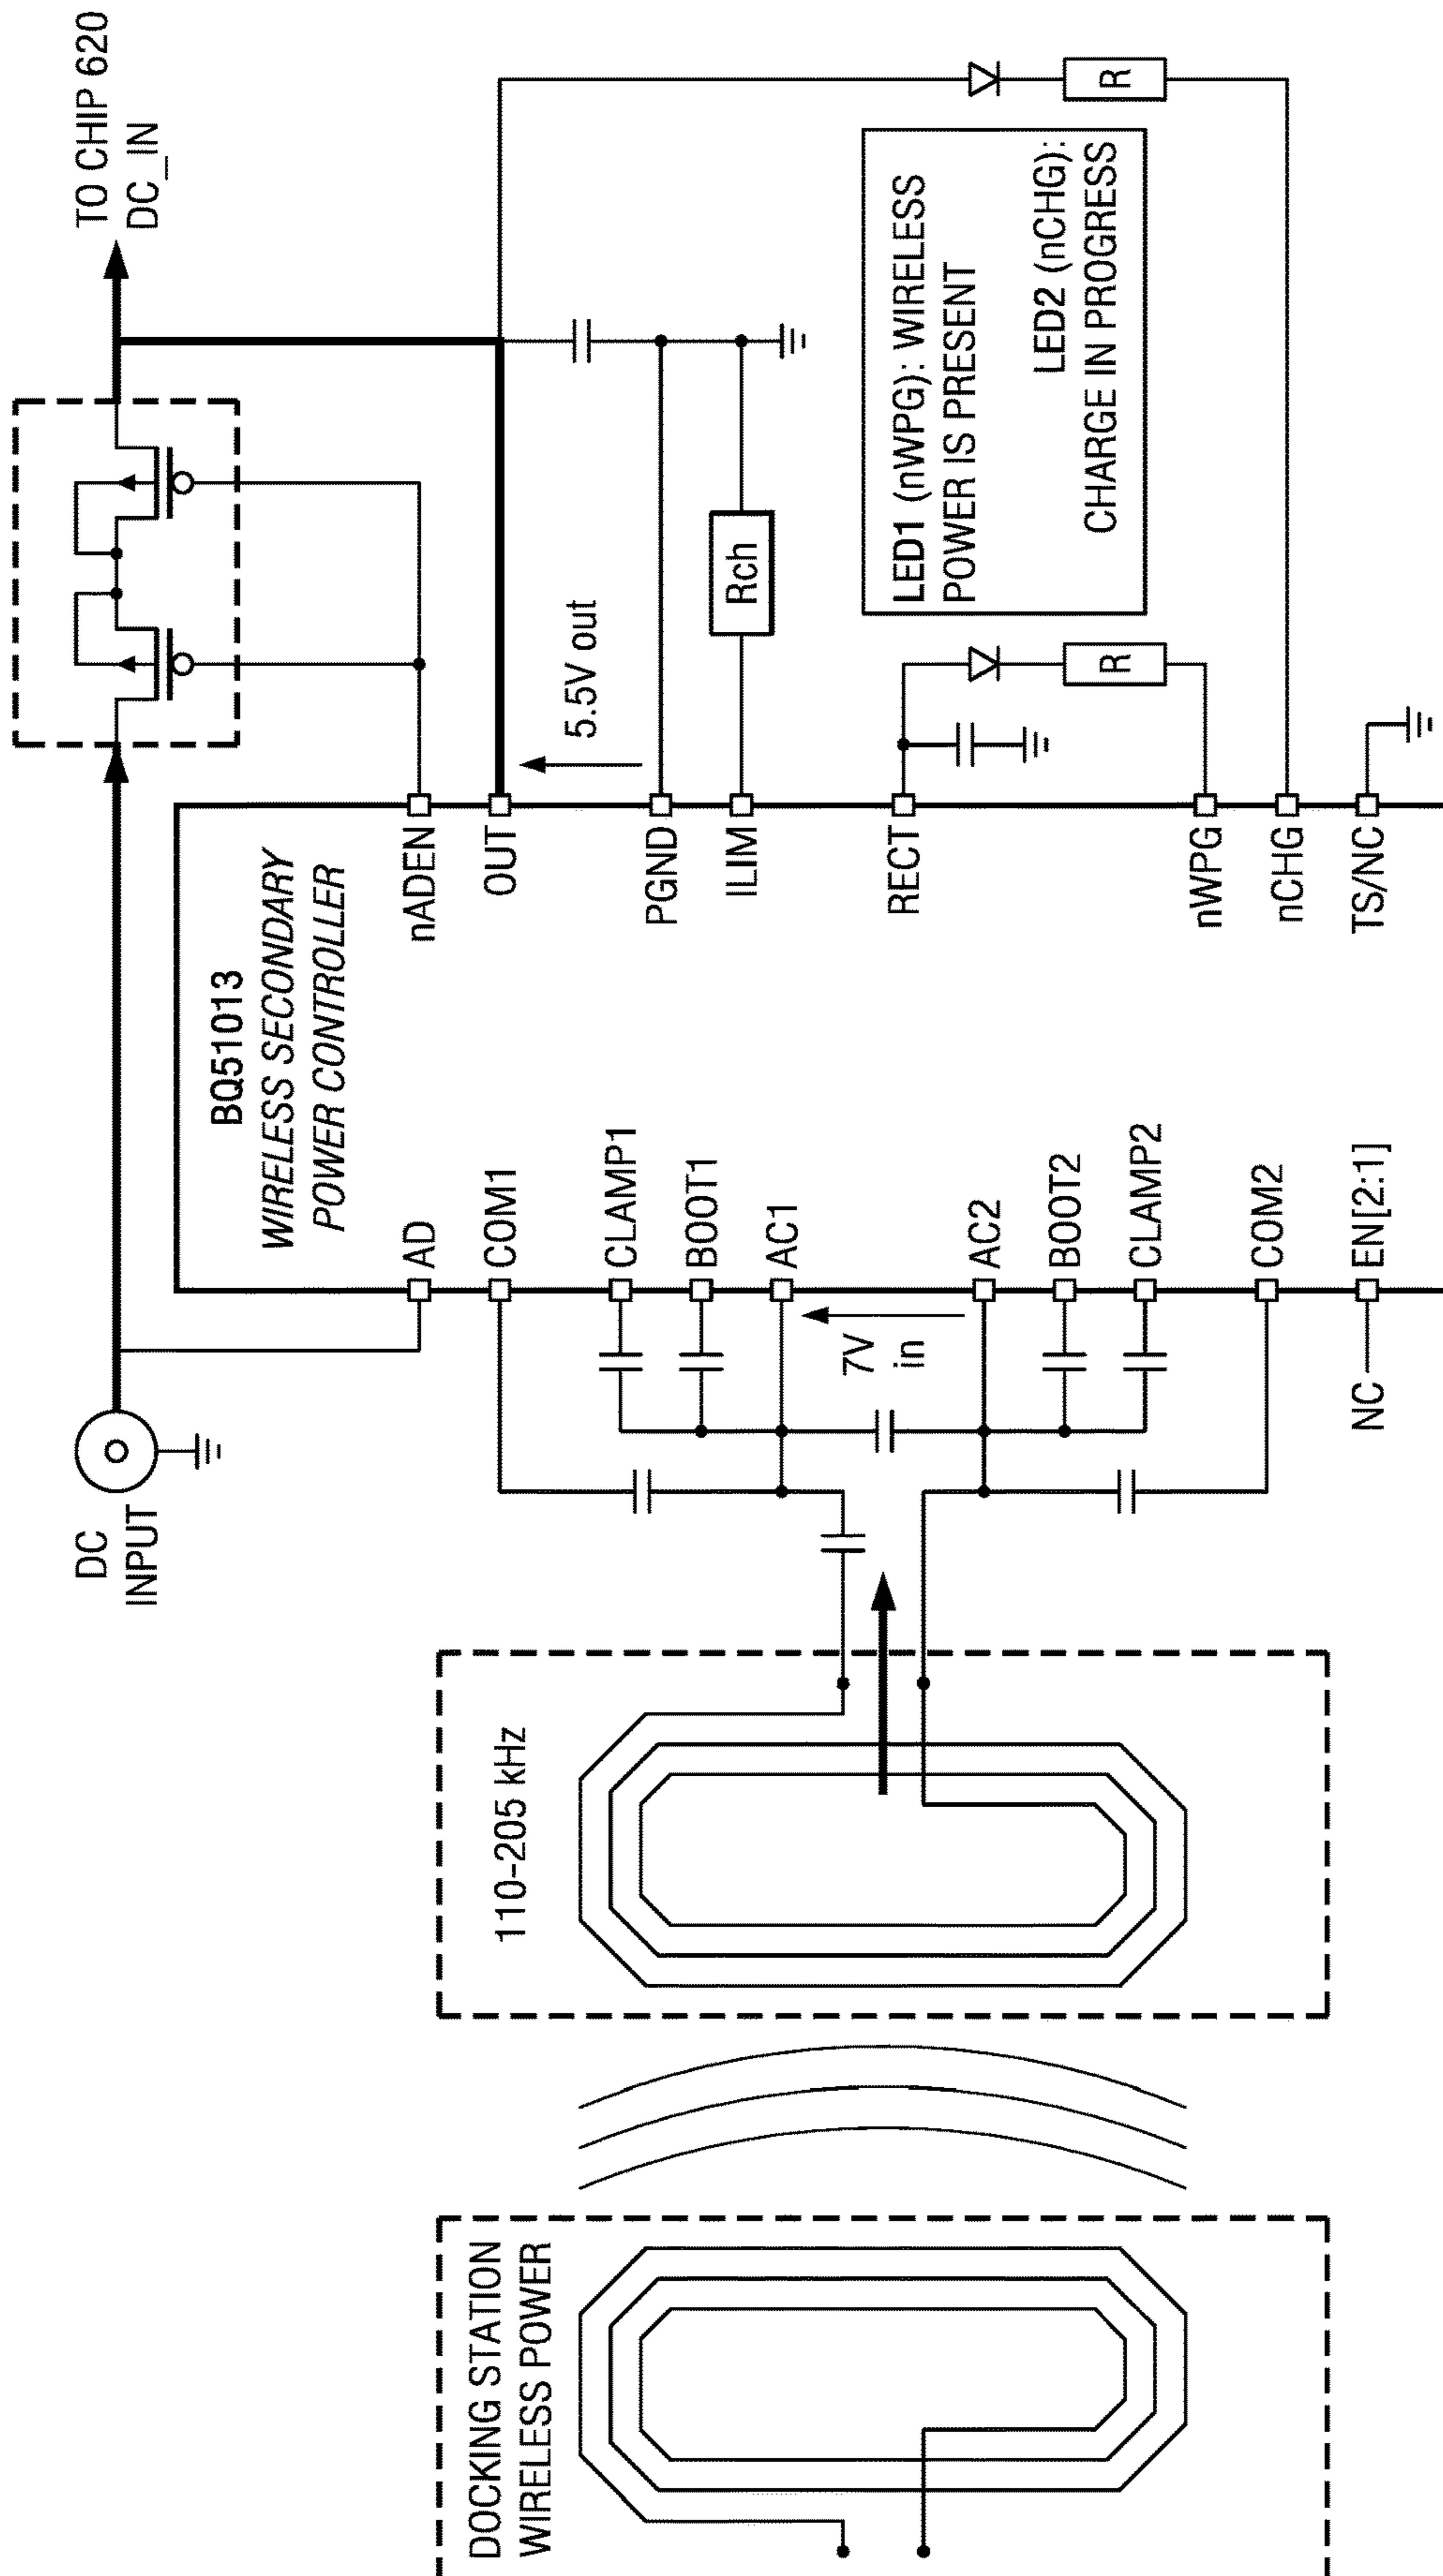 DOCKING STATION
WIRELESS POWER
110-205 kHz
DC
INPUT
TO CHIP 620
DC_IN
BQ51013
WIRELESS SECONDARY
POWER CONTROLLER
AD
COM1
CLAMP1
BOOT1
AC1
7V
in
AC2
BOOT2
CLAMP2
COM2
NC
EN[2:1]
nADEN
OUT
5.5V out
PGND
ILIM
Rch
RECT
R
nWPG
nCHG
TS/NC
LED1 (nWPG): WIRELESS
POWER IS PRESENT
LED2 (nCHG):
CHARGE IN PROGRESS
R